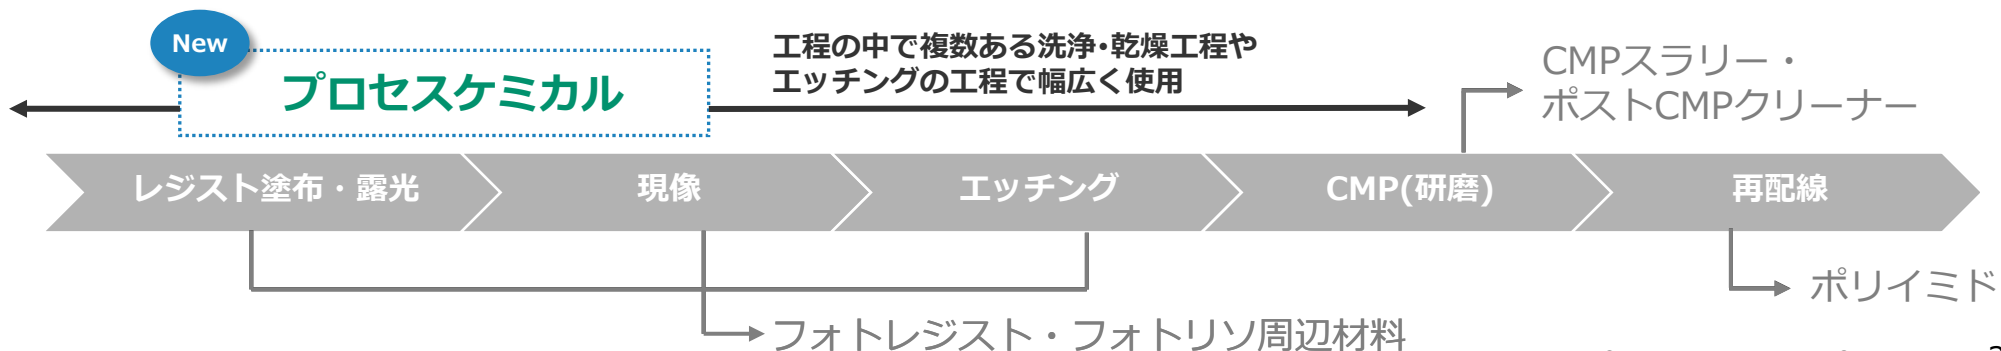 New
プロセスケミカル
工程の中で複数ある洗浄・乾燥工程や
エッチングの工程で幅広く使用
CMPスラリー・
ポストCMPクリーナー
レジスト塗布・露光
現像
エッチング
CMP(研磨)
再配線
ポリイミド
フォトレジスト・フォトリソ周辺材料